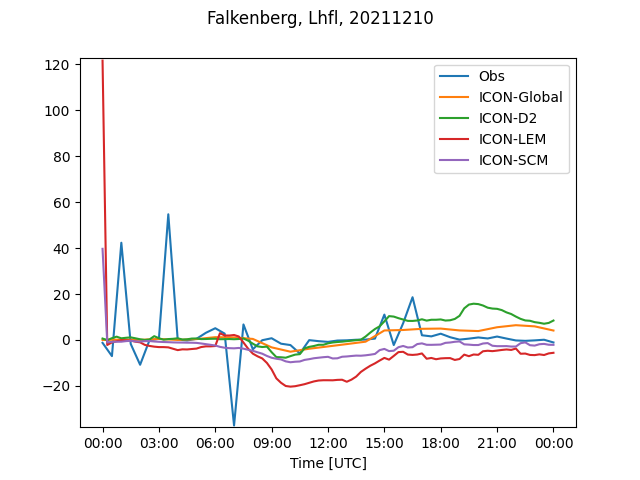 Falkenberg, Lhfl, 20211210
120
100
80
60
40
20
0
−20
Obs
ICON-Global
ICON-D2
ICON-LEM
ICON-SCM
00:00 03:00 06:00 09:00 12:00 15:00 18:00 21:00 00:00
Time [UTC]